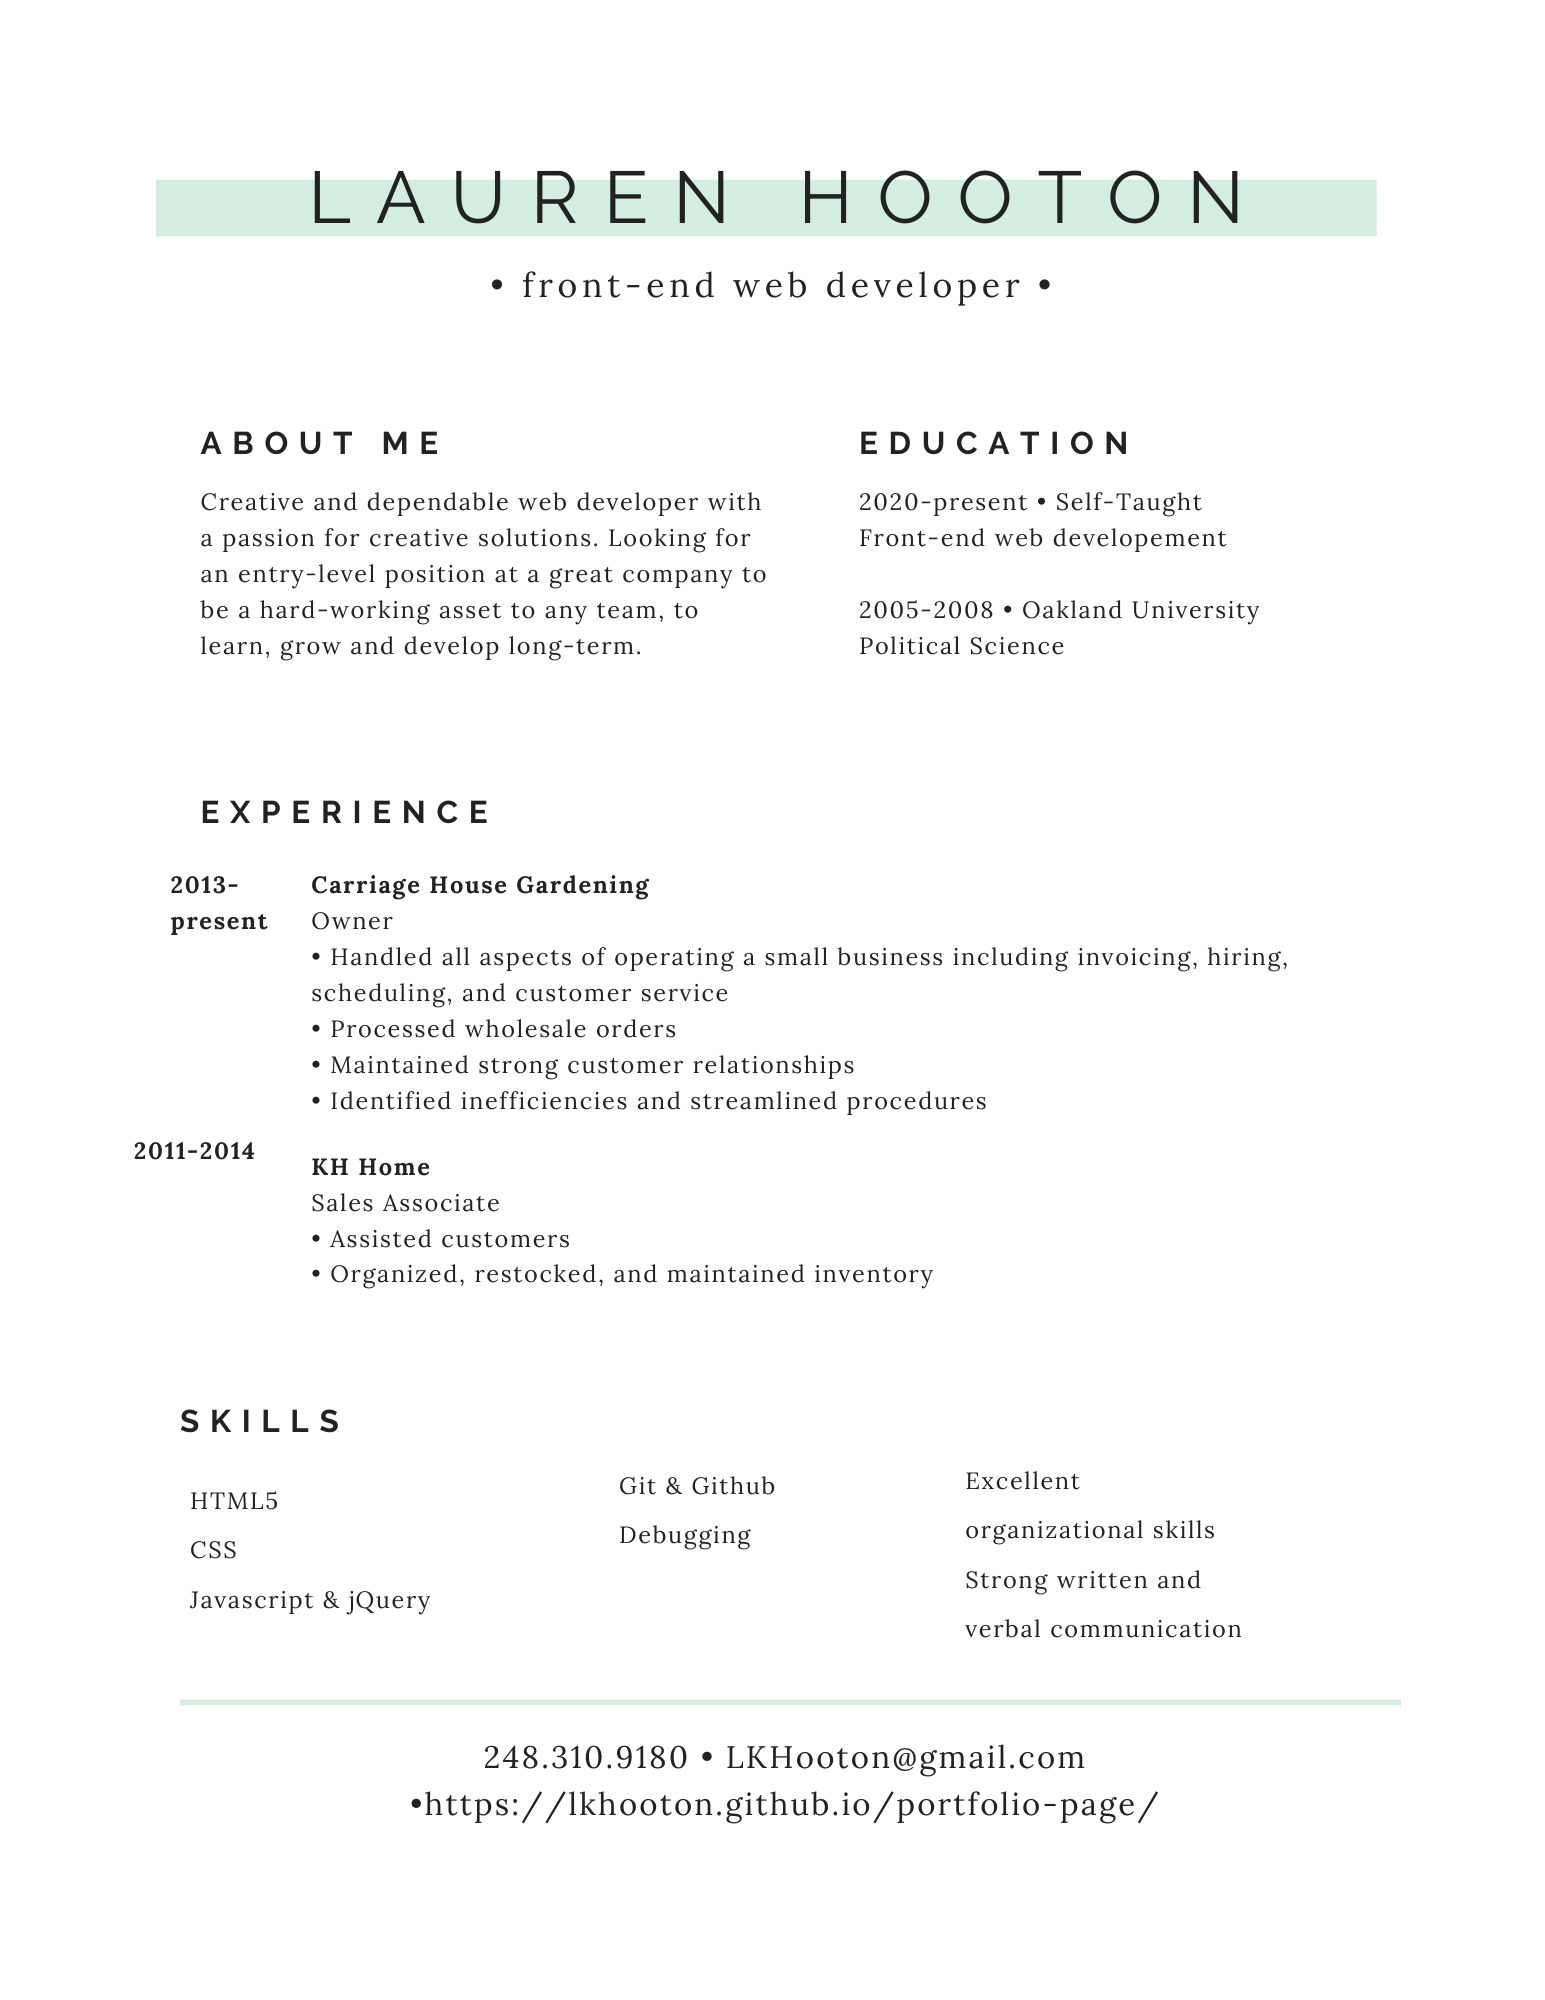 LAUREN HOOTON
• front-end web developer •
ABOUT ME
Creative and dependable web developer with
a passion for creative solutions. Looking for
an entry-level position at a great company to
be a hard-working asset to any team, to
learn, grow and develop long-term.
EDUCATION
2020-present • Self-Taught
Front-end web developement
2005-2008 • Oakland University
Political Science
EXPERIENCE
2013-
present
Carriage House Gardening
Owner
• Handled all aspects of operating a small business including invoicing, hiring,
scheduling, and customer service
• Processed wholesale orders
• Maintained strong customer relationships
• Identified inefficiencies and streamlined procedures
2011-2014
KH Home
Sales Associate
• Assisted customers
• Organized, restocked, and maintained inventory
SKILLS
HTML5
CSS
Javascript & jQuery
Git & Github
Debugging
Excellent
organizational skills
Strong written and
verbal communication
248.310.9180 • LKHooton@gmail.com
•https://lkhooton.github.io/portfolio-page/